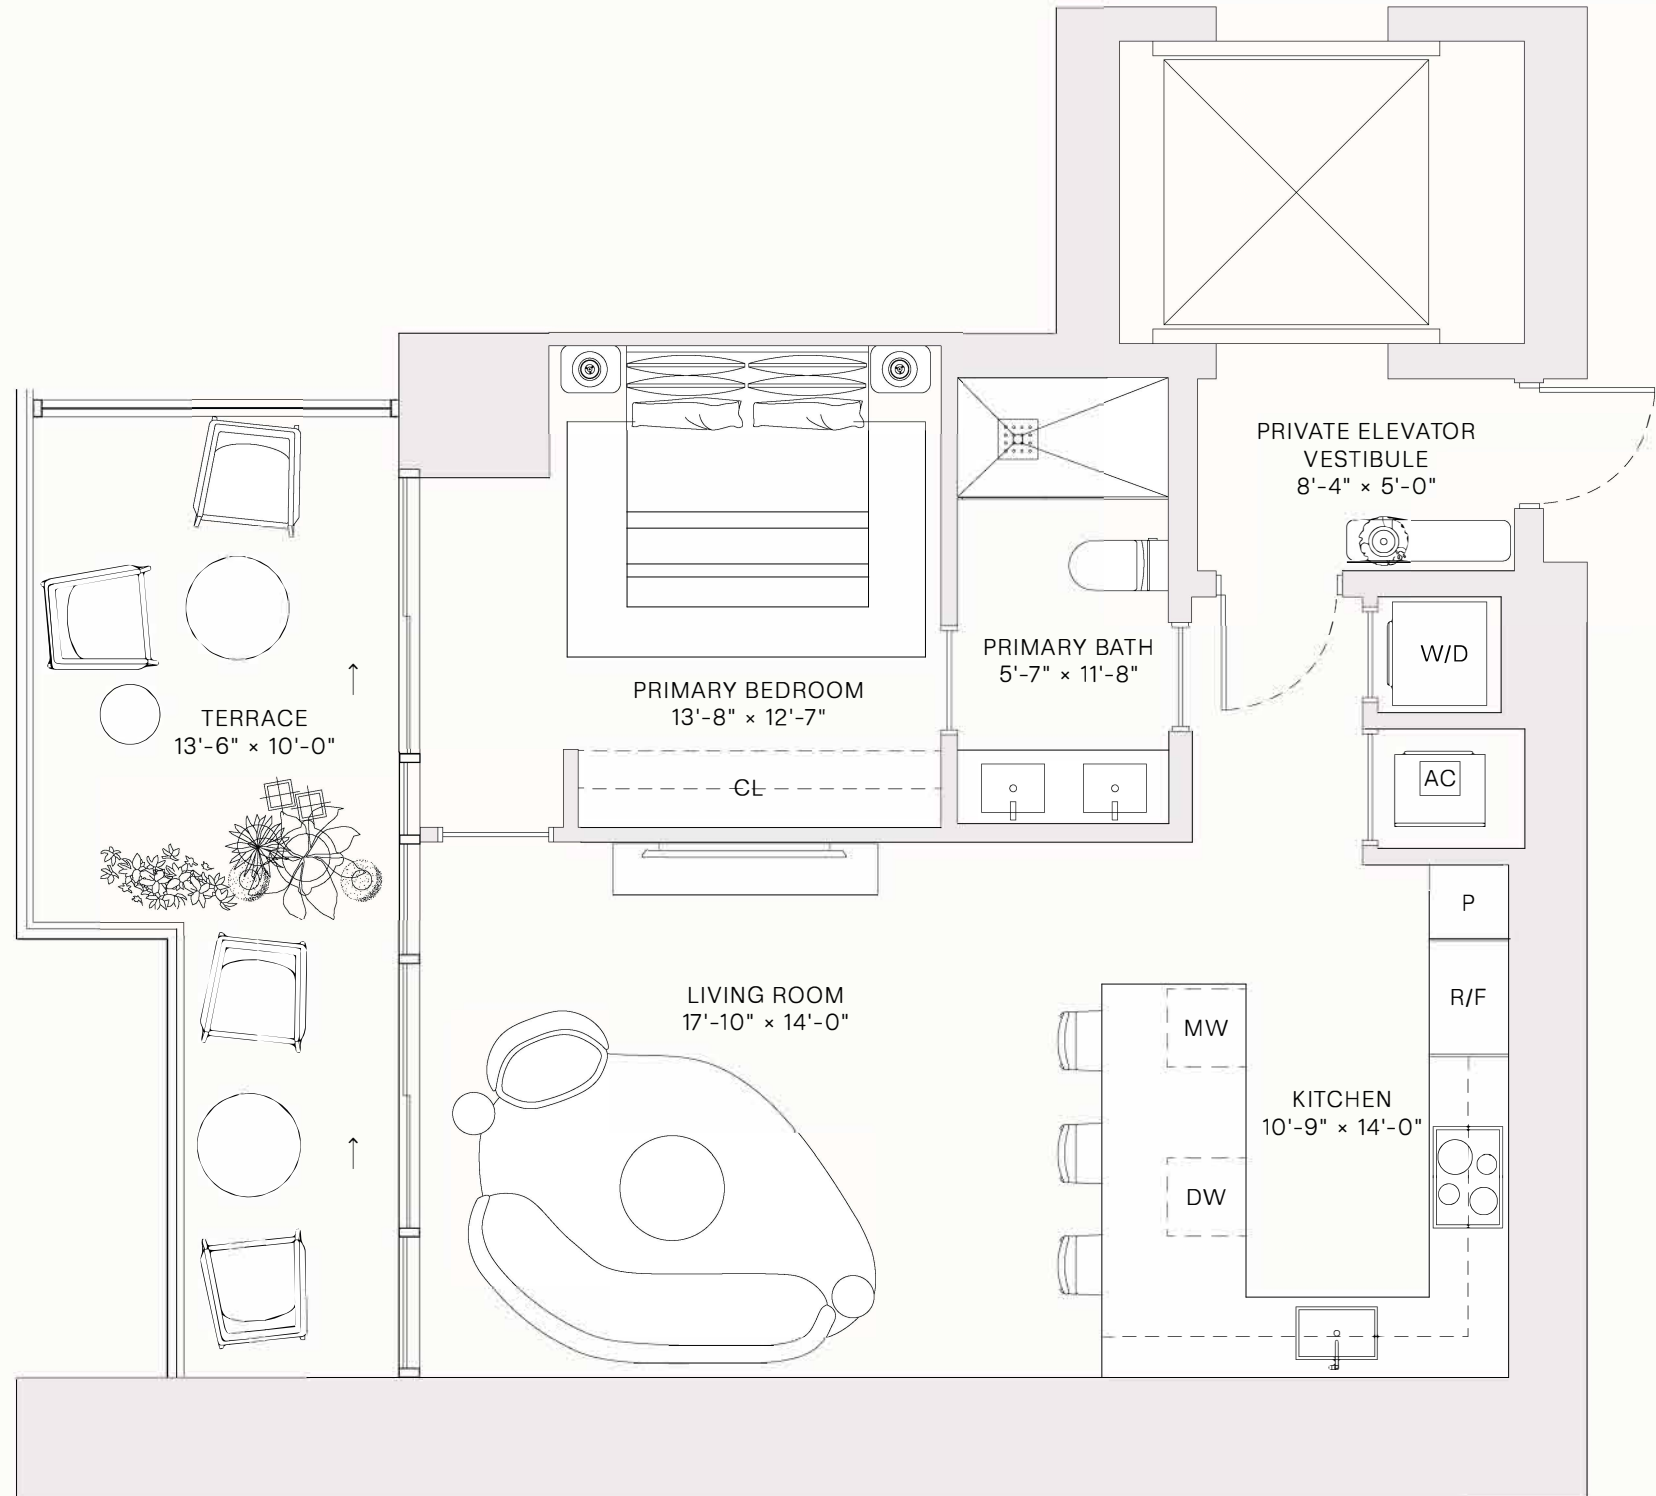 PRIVATE ELEVATOR
VESTIBULE
8'-4" × 5'-0"
W/D
PRIMARY BATH
5'-7" × 11'-8"
PRIMARY BEDROOM
13'-8" × 12'-7"
TERRACE
13'-6" × 10'-0"
CL
AC
P
LIVING ROOM
17'-10" × 14'-0"
R/F
MW
KITCHEN
10'-9" × 14'-0"
DW